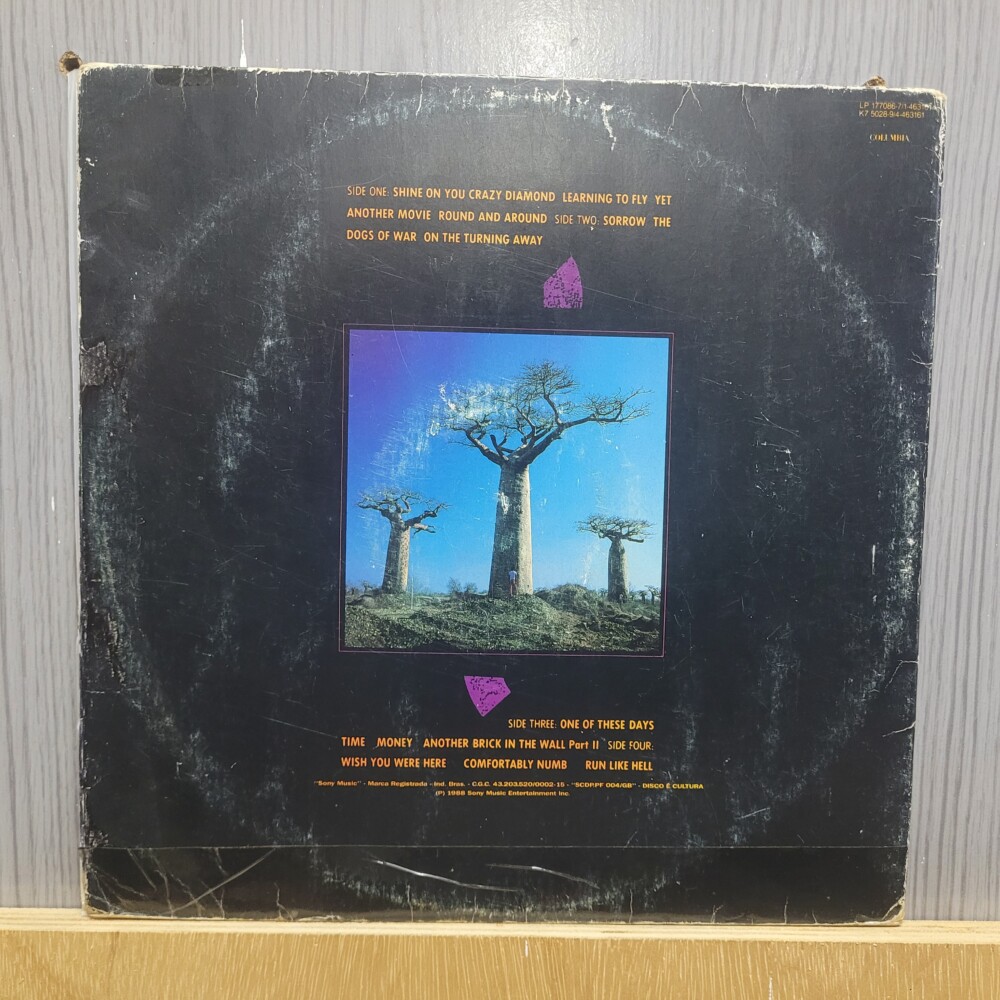 LP 177086-7/1-463161
K7 5028-9/4-463161
COLUMBIA
SIDE ONE: SHINE ON YOU CRAZY DIAMOND LEARNING TO FLY YET
ANOTHER MOVIE ROUND AND AROUND SIDE TWO: SORROW THE
DOGS OF WAR ON THE TURNING AWAY
SIDE THREE: ONE OF THESE DAYS
TIME MONEY ANOTHER BRICK IN THE WALL Part II SIDE FOUR:
WISH YOU WERE HERE COMFORTABLY NUMB RUN LIKE HELL
"Sony Music" - Marca Registrada - Ind. Bras. - C.G.C. 43.203.520/0002-15 - "SCDP.PF 004/GB" - DISCO É CULTURA
(P) 1988 Sony Music Entertainment Inc.